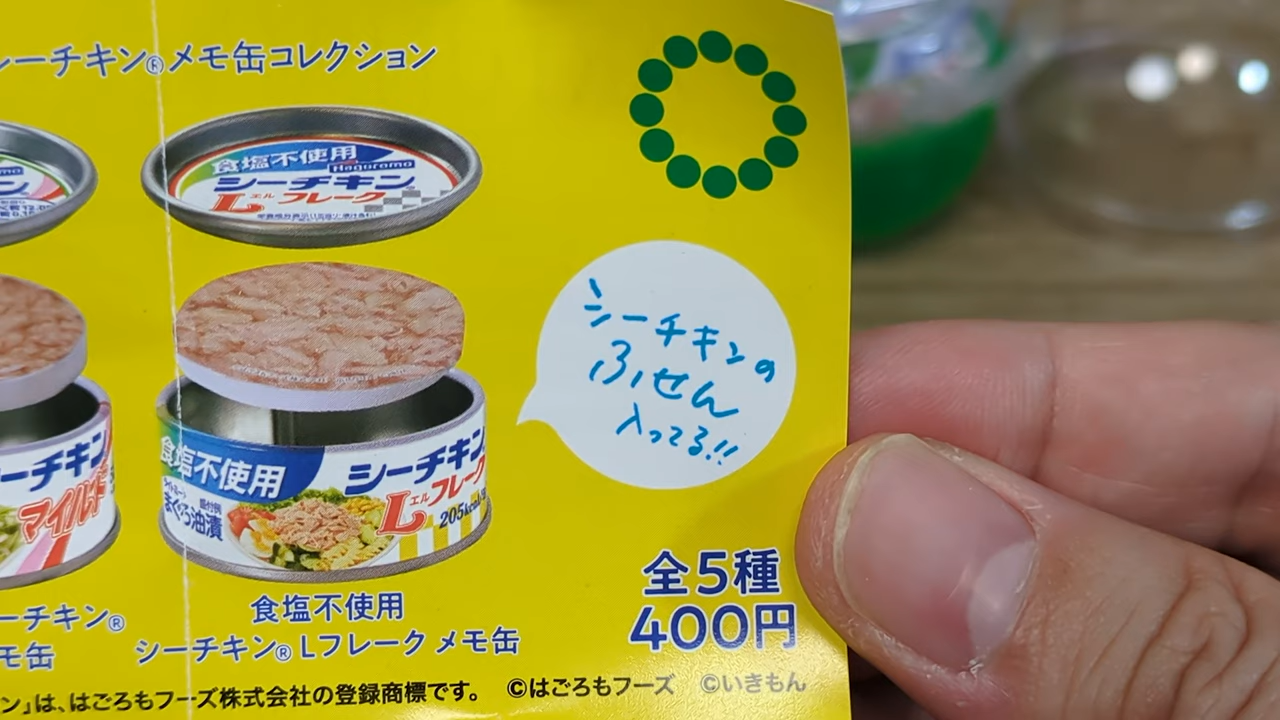 ーチキン®メモ缶コレクション
食塩不使用
Hagoromo
シーチキン®
Lエル フレーク
シーチキンの
ふせん
入ってる!!
食塩不使用
シーチキン
Lエル フレーク
まぐろ油漬
205kcal
ーチキン
マイルド
全5種
400円
ーチキン®
モ缶
食塩不使用
シーチキン® Lフレーク メモ缶
ン」は、はごろもフーズ株式会社の登録商標です。 ©はごろもフーズ ©いきもん